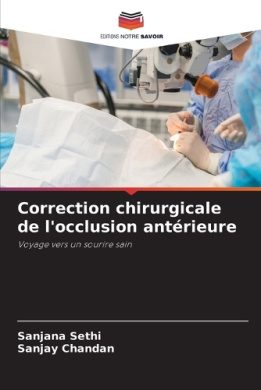 EDITIONS NOTRE SAVOIR
Correction chirurgicale
de l'occlusion antérieure
Voyage vers un sourire sain
Sanjana Sethi
Sanjay Chandan